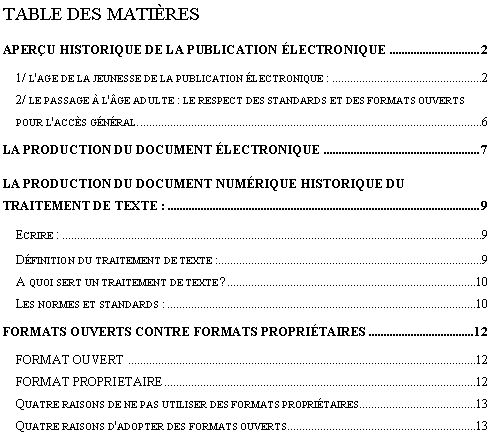 TABLE DES MATIÈRES
APERÇU HISTORIQUE DE LA PUBLICATION ÉLECTRONIQUE ........................ 2
1/ L'AGE DE LA JEUNESSE DE LA PUBLICATION ÉLECTRONIQUE : ........................ 2
2/ LE PASSAGE À L'ÂGE ADULTE : LE RESPECT DES STANDARDS ET DES FORMATS OUVERTS
POUR L'ACCÈS GÉNÉRAL ........................ 6
LA PRODUCTION DU DOCUMENT ÉLECTRONIQUE ........................ 7
LA PRODUCTION DU DOCUMENT NUMÉRIQUE HISTORIQUE DU
TRAITEMENT DE TEXTE : ........................ 9
ECRIRE : ........................ 9
DÉFINITION DU TRAITEMENT DE TEXTE : ........................ 9
A QUOI SERT UN TRAITEMENT DE TEXTE? ........................ 10
LES NORMES ET STANDARDS : ........................ 10
FORMATS OUVERTS CONTRE FORMATS PROPRIÉTAIRES ........................ 12
FORMAT OUVERT ........................ 12
FORMAT PROPRIETAIRE ........................ 12
QUATRE RAISONS DE NE PAS UTILISER DES FORMATS PROPRIÉTAIRES ........................ 13
QUATRE RAISONS D'ADOPTER DES FORMATS OUVERTS ........................ 13